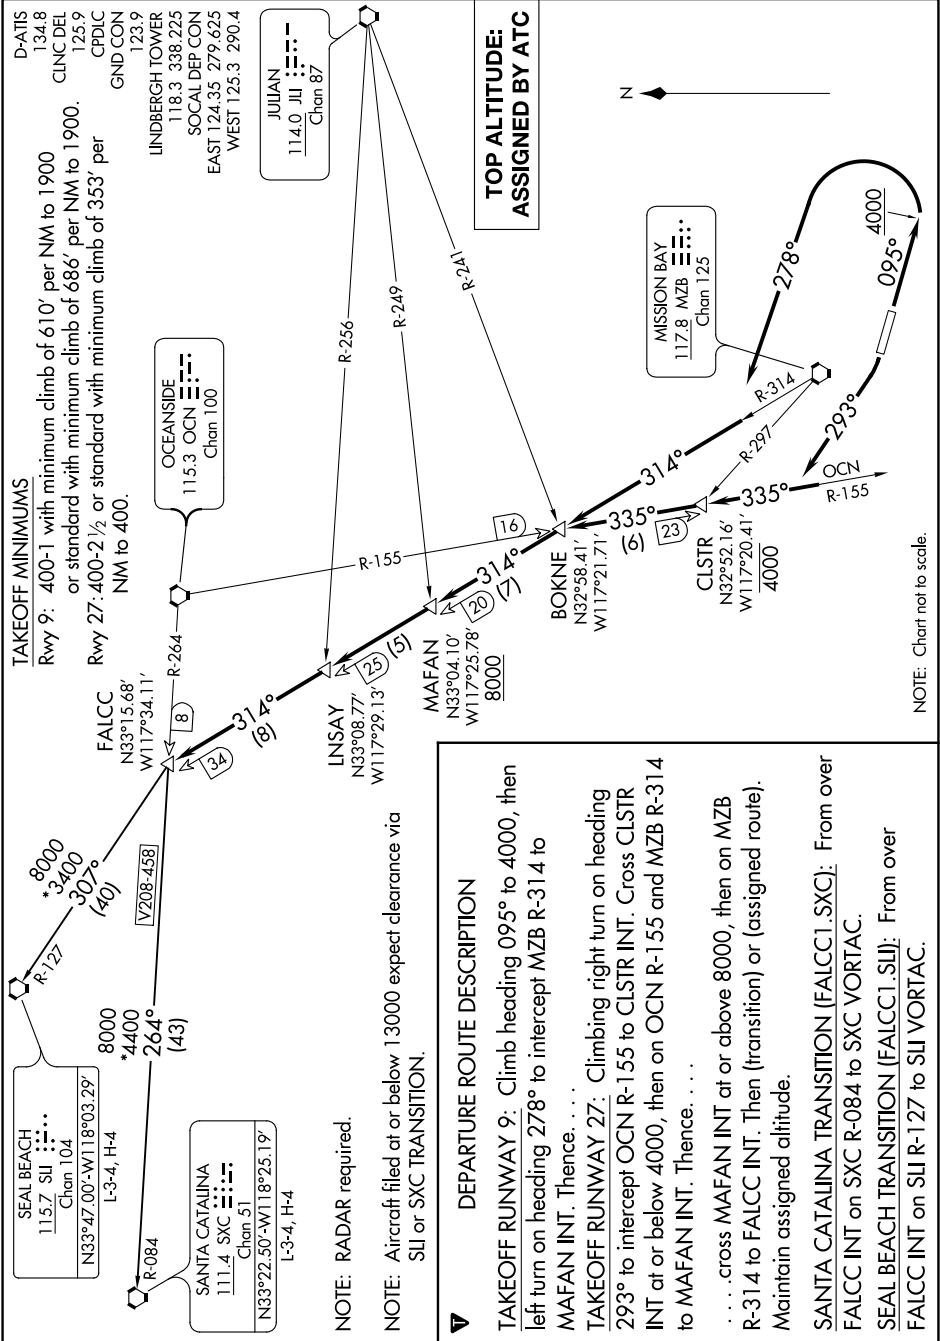 TAKEOFF MINIMUMS
Rwy 9: 400-1 with minimum climb of 610' per NM to 1900
or standard with minimum climb of 686' per NM to 1900.
Rwy 27: 400-2½ or standard with minimum climb of 353' per
NM to 400.
D-ATIS
134.8
CLNC DEL
125.9
CPDLC
GND CON
123.9
LINDBERGH TOWER
118.3 338.225
SOCAL DEP CON
EAST 124.35 279.625
WEST 125.3 290.4
SEAL BEACH
115.7 SLI
Chan 104
N33°47.00'-W118°03.29'
L-3-4, H-4
R-127
8000
*3400
307°
(40)
8000
*4400
264°
(43)
V208-458
R-084
SANTA CATALINA
111.4 SXC
Chan 51
N33°22.50'-W118°25.19'
L-3-4, H-4
FALCC
N33°15.68'
W117°34.11'
R-264
8
34
OCEANSIDE
115.3 OCN
Chan 100
JULIAN
114.0 JLI
Chan 87
314°
(8)
LNSAY
N33°08.77'
W117°29.13'
25
(5)
R-256
MAFAN
N33°04.10'
W117°25.78'
8000
20
R-249
314°
(7)
R-155
16
R-241
BOKNE
N32°58.41'
W117°21.71'
335°
(6)
314°
23
CLSTR
N32°52.16'
W117°20.41'
4000
335°
OCN
R-155
R-297
R-314
MISSION BAY
117.8 MZB
Chan 125
293°
278°
095°
4000
TOP ALTITUDE:
ASSIGNED BY ATC
N
NOTE: RADAR required.
NOTE: Aircraft filed at or below 13000 expect clearance via
SLI or SXC TRANSITION.
NOTE: Chart not to scale.
T
DEPARTURE ROUTE DESCRIPTION
TAKEOFF RUNWAY 9: Climb heading 095° to 4000, then
left turn on heading 278° to intercept MZB R-314 to
MAFAN INT. Thence. . . .
TAKEOFF RUNWAY 27: Climbing right turn on heading
293° to intercept OCN R-155 to CLSTR INT. Cross CLSTR
INT at or below 4000, then on OCN R-155 and MZB R-314
to MAFAN INT. Thence. . . .
. . . .cross MAFAN INT at or above 8000, then on MZB
R-314 to FALCC INT. Then (transition) or (assigned route).
Maintain assigned altitude.
SANTA CATALINA TRANSITION (FALCC1.SXC): From over
FALCC INT on SXC R-084 to SXC VORTAC.
SEAL BEACH TRANSITION (FALCC1.SLI): From over
FALCC INT on SLI R-127 to SLI VORTAC.